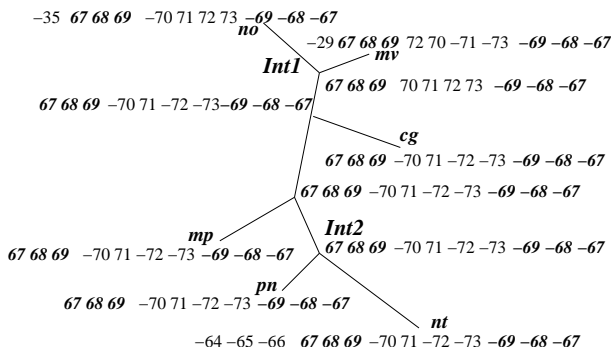 −35 67 68 69 −70 71 72 73 −69 −68 −67
no
−29 67 68 69 72 70 −71 −73 −69 −68 −67
mv
Int1
67 68 69 70 71 72 73 −69 −68 −67
67 68 69 −70 71 −72 −73−69 −68 −67
cg
67 68 69 −70 71 −72 −73 −69 −68 −67
67 68 69 −70 71 −72 −73 −69 −68 −67
Int2
mp
67 68 69 −70 71 −72 −73 −69 −68 −67
67 68 69 −70 71 −72 −73 −69 −68 −67
pn
67 68 69 −70 71 −72 −73 −69 −68 −67
nt
−64 −65 −66 67 68 69 −70 71 −72 −73 −69 −68 −67